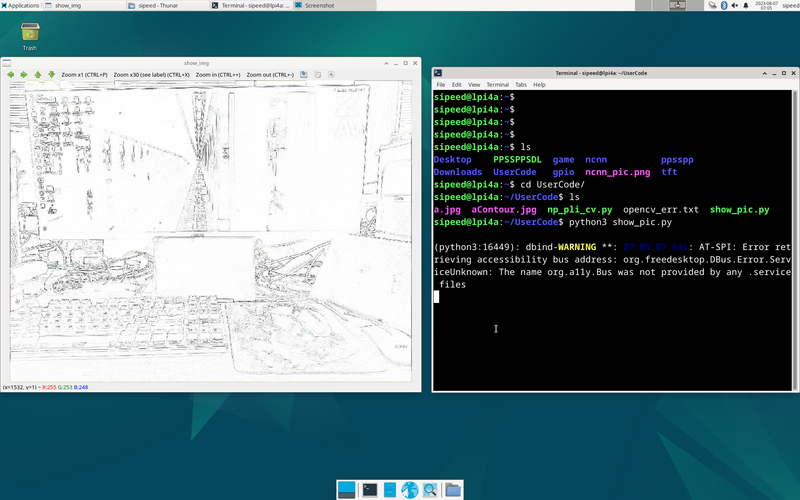 Applications
show_img
sipeed - Thunar
Terminal - sipeed@lpi4a: ...
Screenshot
2023-08-07
07:05
sipeed
Trash
show_img
Zoom x1 (CTRL+P)
Zoom x30 (see label) (CTRL+X)
Zoom in (CTRL++)
Zoom out (CTRL+-)
(x=1532, y=1) ~ R:255 G:253 B:248
Terminal - sipeed@lpi4a: ~/UserCode
File Edit View Terminal Tabs Help
sipeed@lpi4a:~$
sipeed@lpi4a:~$
sipeed@lpi4a:~$
sipeed@lpi4a:~$
sipeed@lpi4a:~$ ls
Desktop PPSSPPSDL game ncnn ppsspp
Downloads UserCode gpio ncnn_pic.png tft
sipeed@lpi4a:~$ cd UserCode/
sipeed@lpi4a:~/UserCode$ ls
a.jpg aContour.jpg np_pli_cv.py opencv_err.txt show_pic.py
sipeed@lpi4a:~/UserCode$ python3 show_pic.py
(python3:16449): dbind-WARNING **: : AT-SPI: Error ret
rieving accessibility bus address: org.freedesktop.DBus.Error.Serv
iceUnknown: The name org.a11y.Bus was not provided by any .service
files